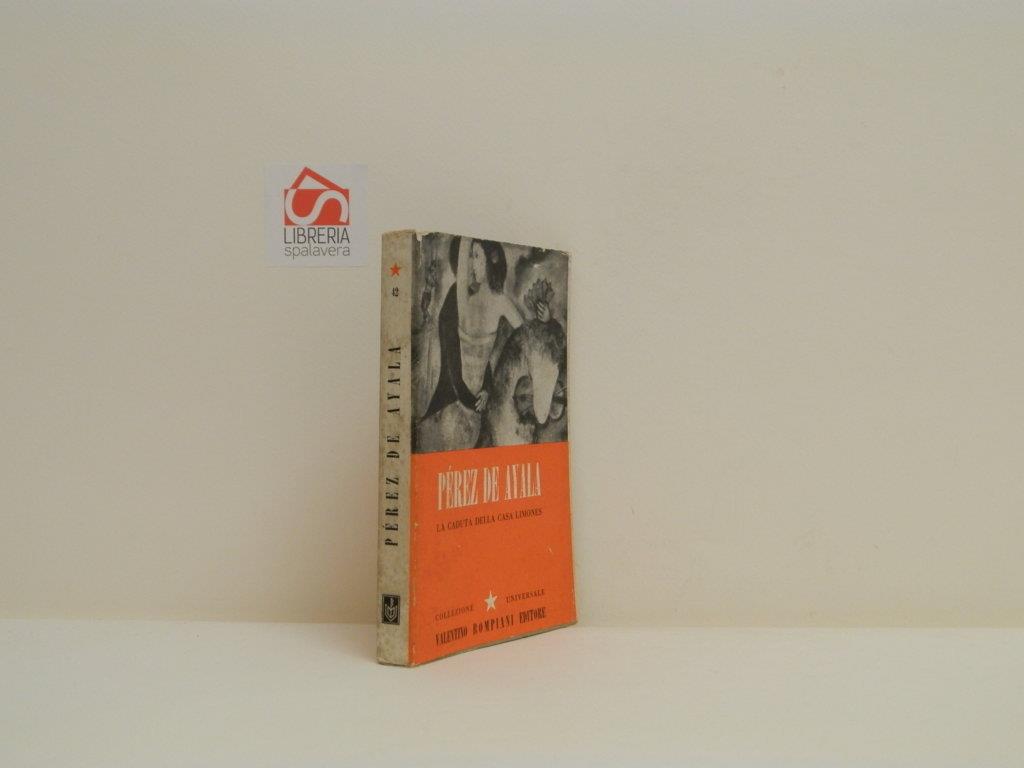 LIBRERIA
spalavera
42
PÉREZ DE AYALA
PÉREZ DE AYALA
LA CADUTA DELLA CASA LIMONES
COLLEZIONE UNIVERSALE
VALENTINO BOMPIANI EDITORE